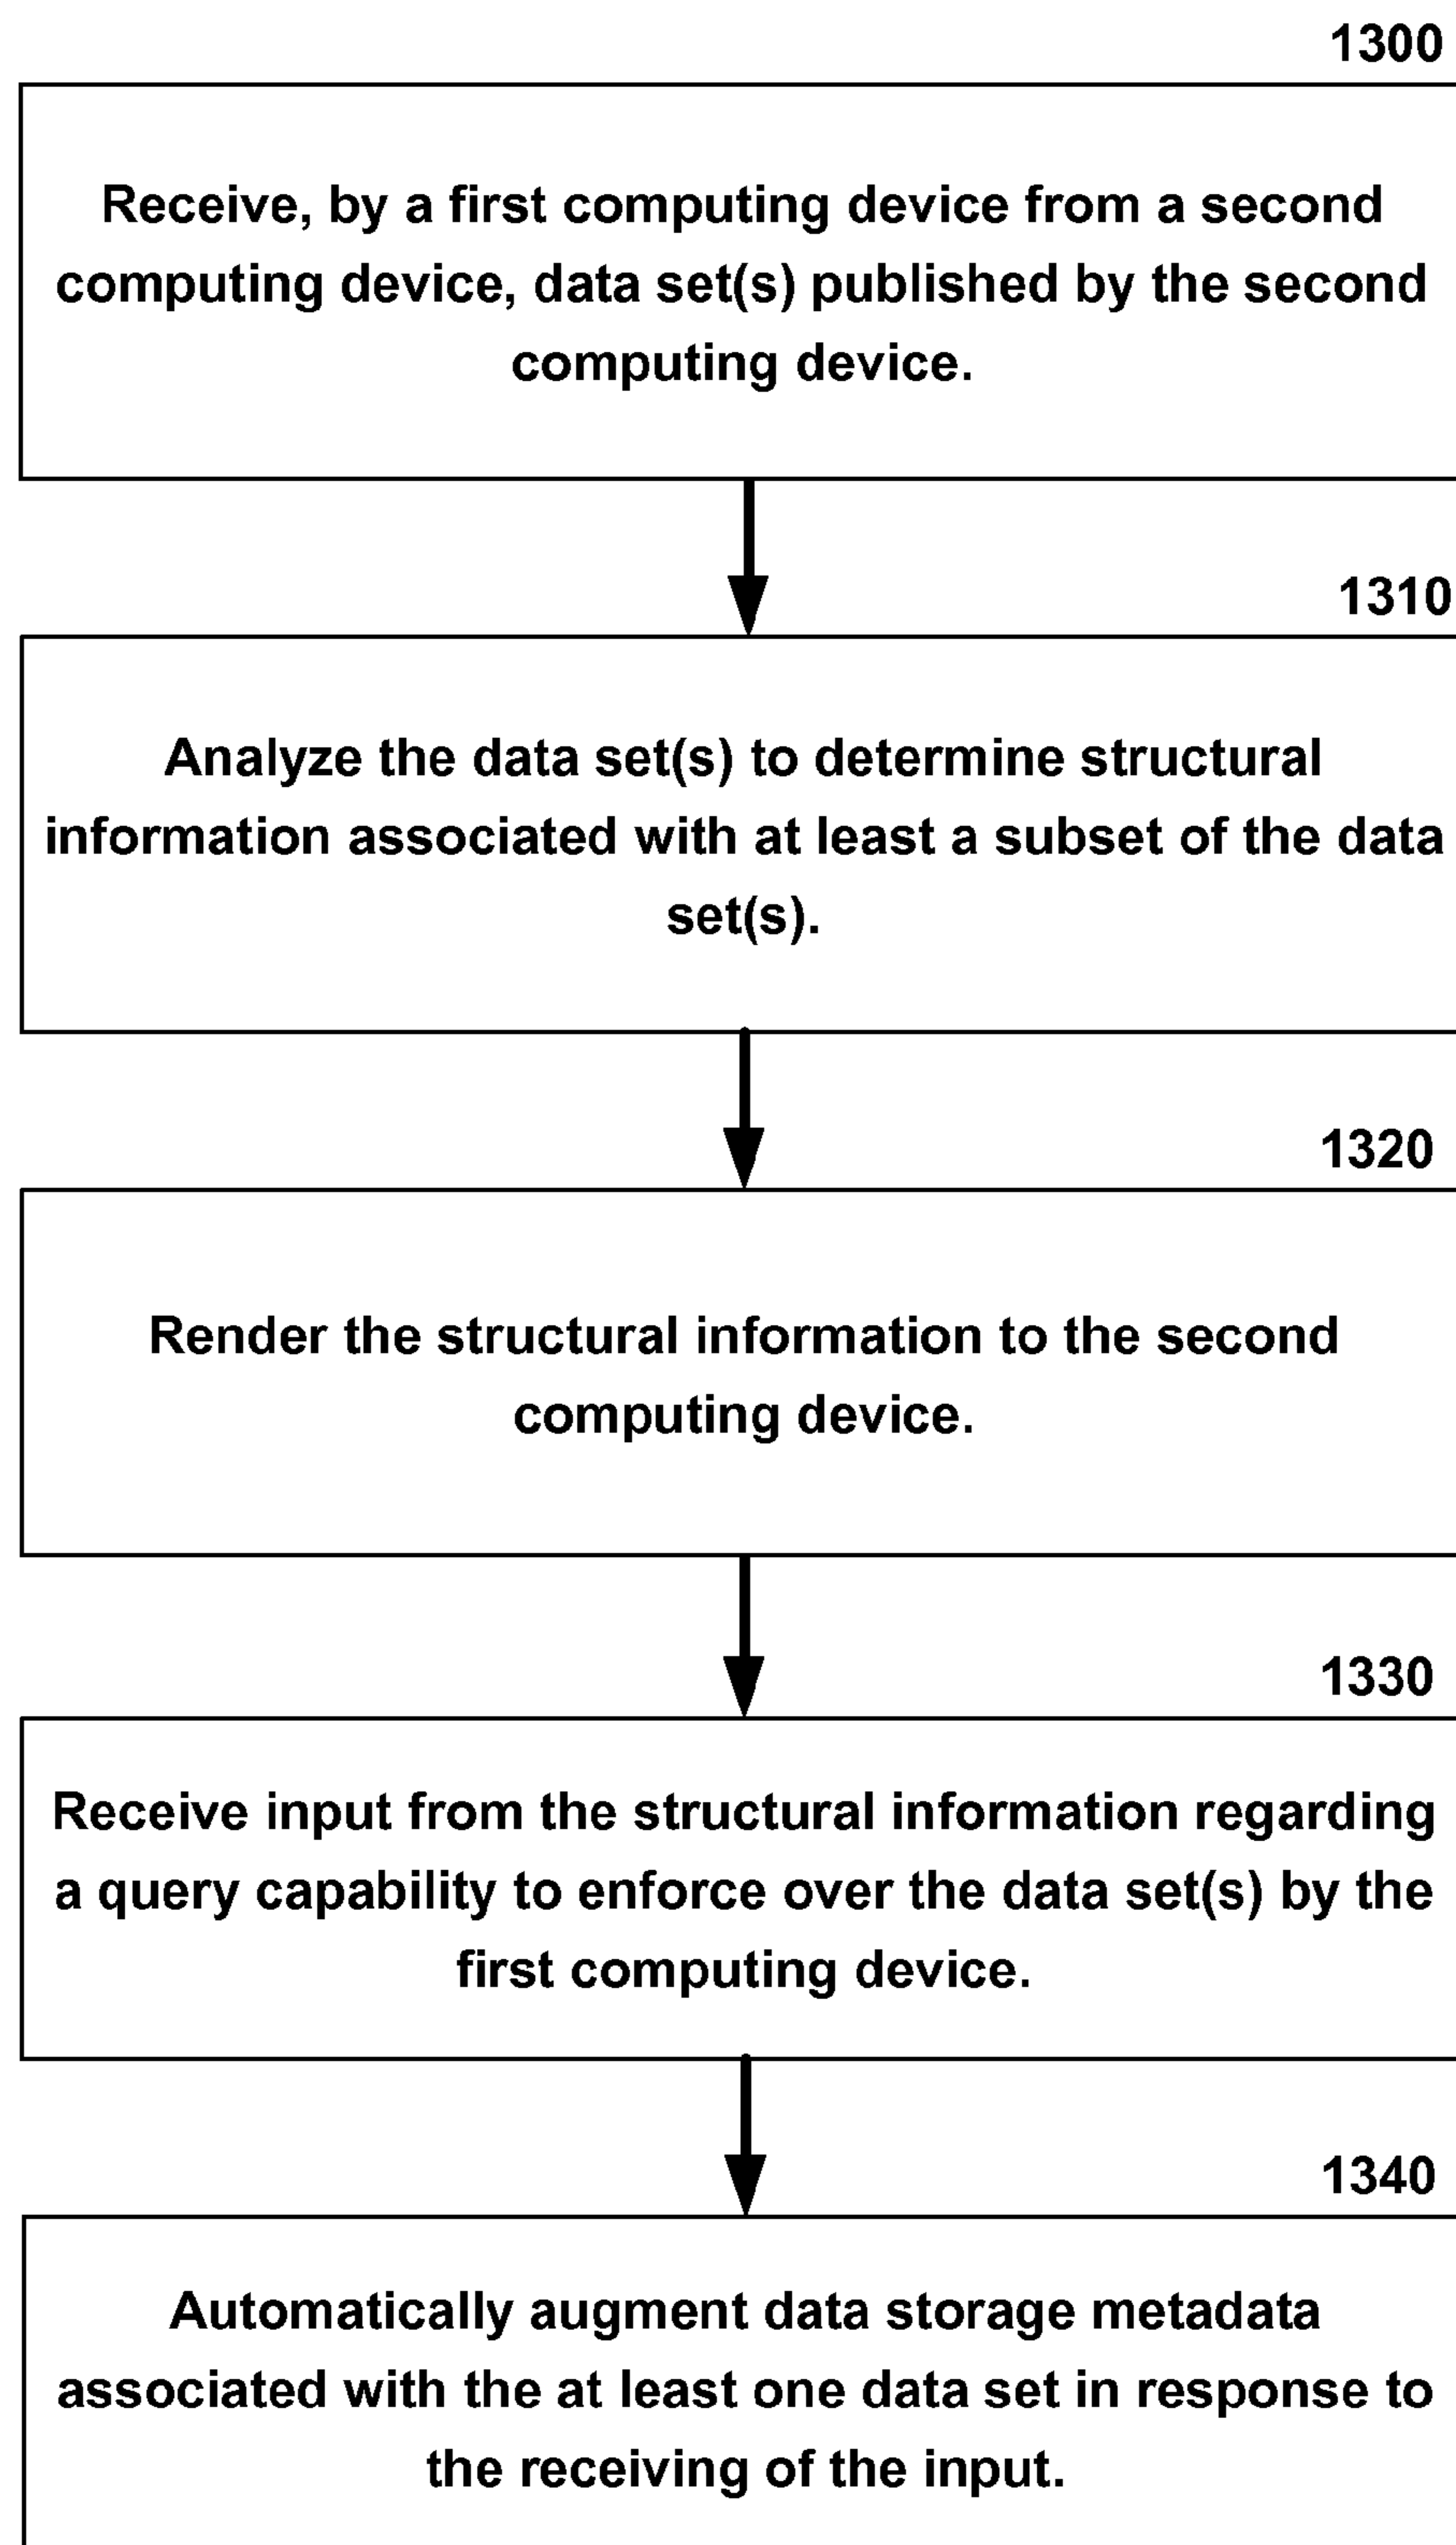 1300
Receive, by a first computing device from a second
computing device, data set(s) published by the second
computing device.
1310
Analyze the data set(s) to determine structural
information associated with at least a subset of the data
set(s).
1320
Render the structural information to the second
computing device.
1330
Receive input from the structural information regarding
a query capability to enforce over the data set(s) by the
first computing device.
1340
Automatically augment data storage metadata
associated with the at least one data set in response to
the receiving of the input.